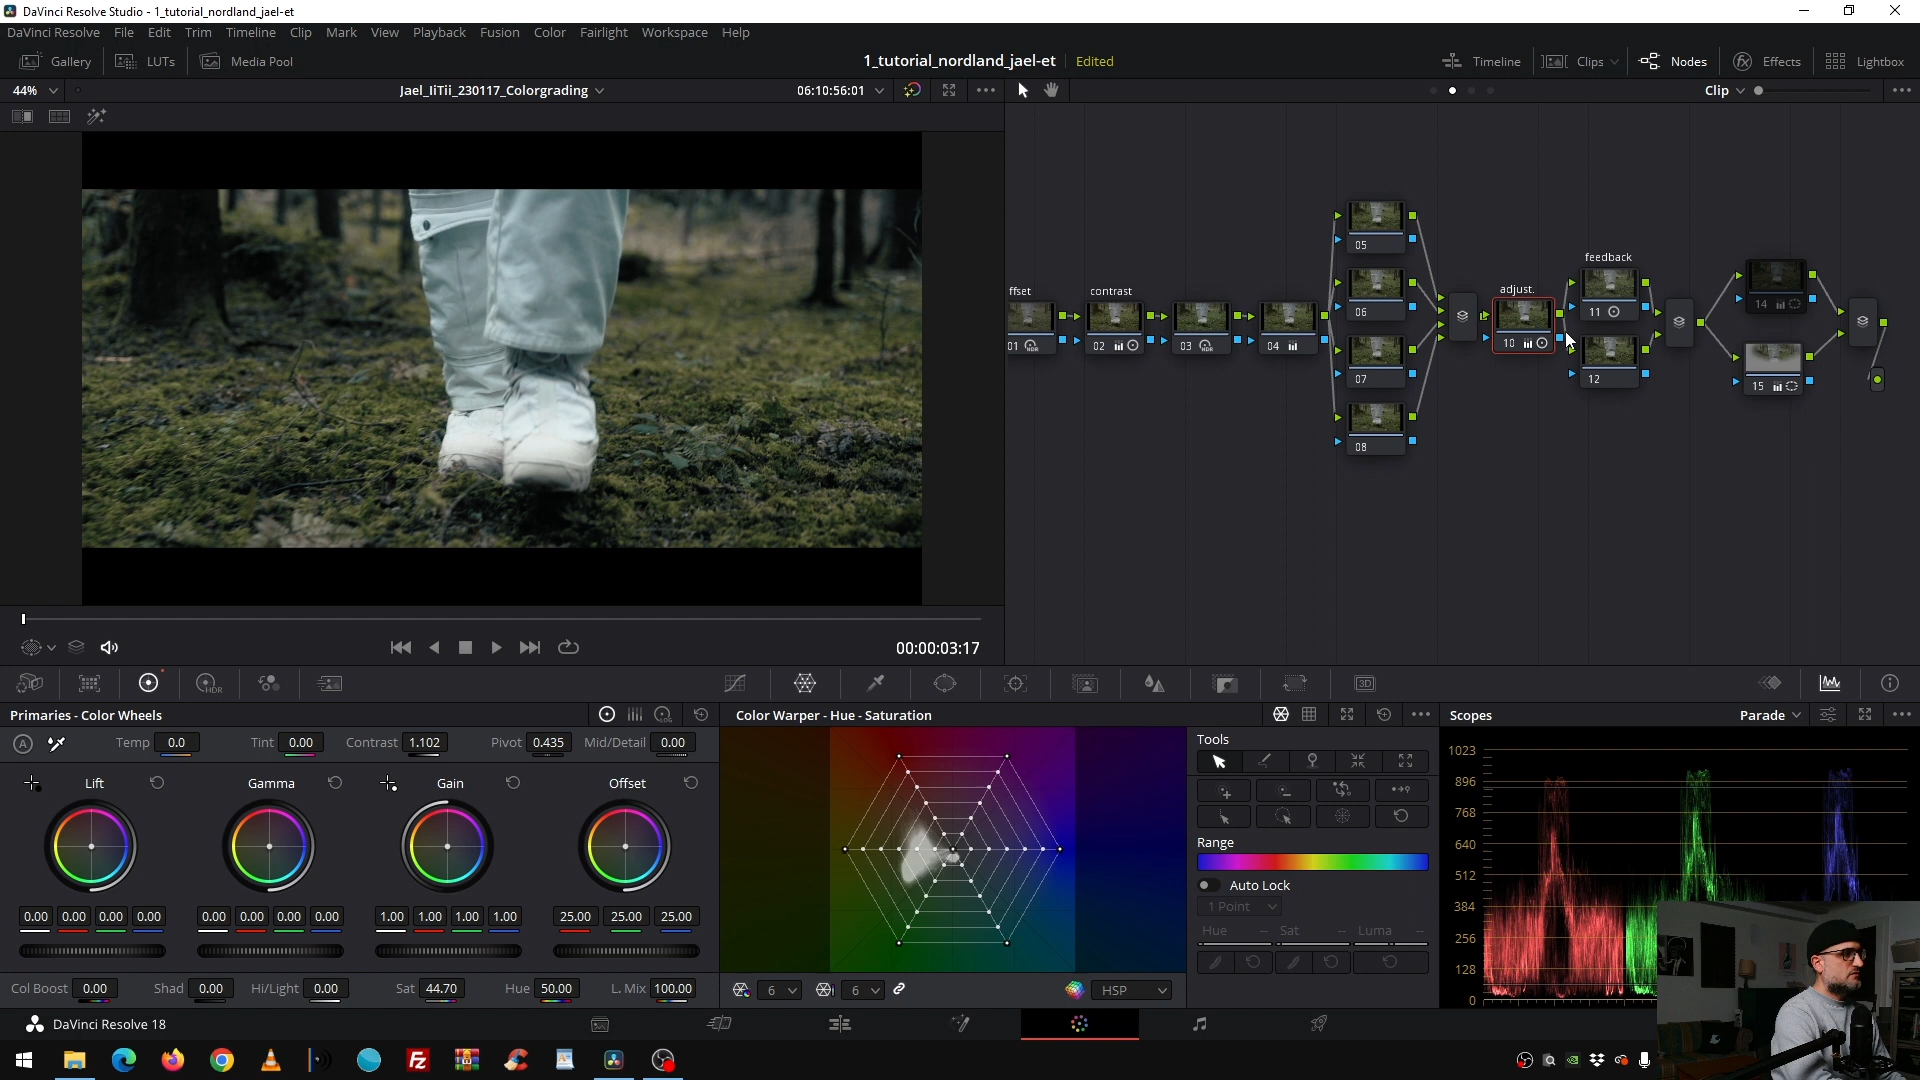 DaVinci Resolve Studio - 1_tutorial_nordland_jael-et
DaVinci Resolve File Edit Trim Timeline Clip Mark View Playback Fusion Color Fairlight Workspace Help
Gallery LUTs Media Pool 1_tutorial_nordland_jael-et Edited Timeline Clips Nodes Effects Lightbox
44% Jael_IiTii_230117_Colorgrading 06:10:56:01 Clip
05
feedback
ffset contrast 06 adjust. 11 14
01 02 03 04 10
07 12 15
08
00:00:03:17
HDR 3D
Primaries - Color Wheels LOG Color Warper - Hue - Saturation Scopes Parade
A Temp 0.0 Tint 0.00 Contrast 1.102 Pivot 0.435 Mid/Detail 0.00 Tools 1023
Lift Gamma Gain Offset 896
768
Range 640
Auto Lock 512
1 Point 384
0.00 0.00 0.00 0.00 0.00 0.00 0.00 0.00 1.00 1.00 1.00 1.00 25.00 25.00 25.00
Hue -- Sat -- Luma -- 256
128
Col Boost 0.00 Shad 0.00 Hi/Light 0.00 Sat 44.70 Hue 50.00 L. Mix 100.00 6 6 HSP 0
DaVinci Resolve 18